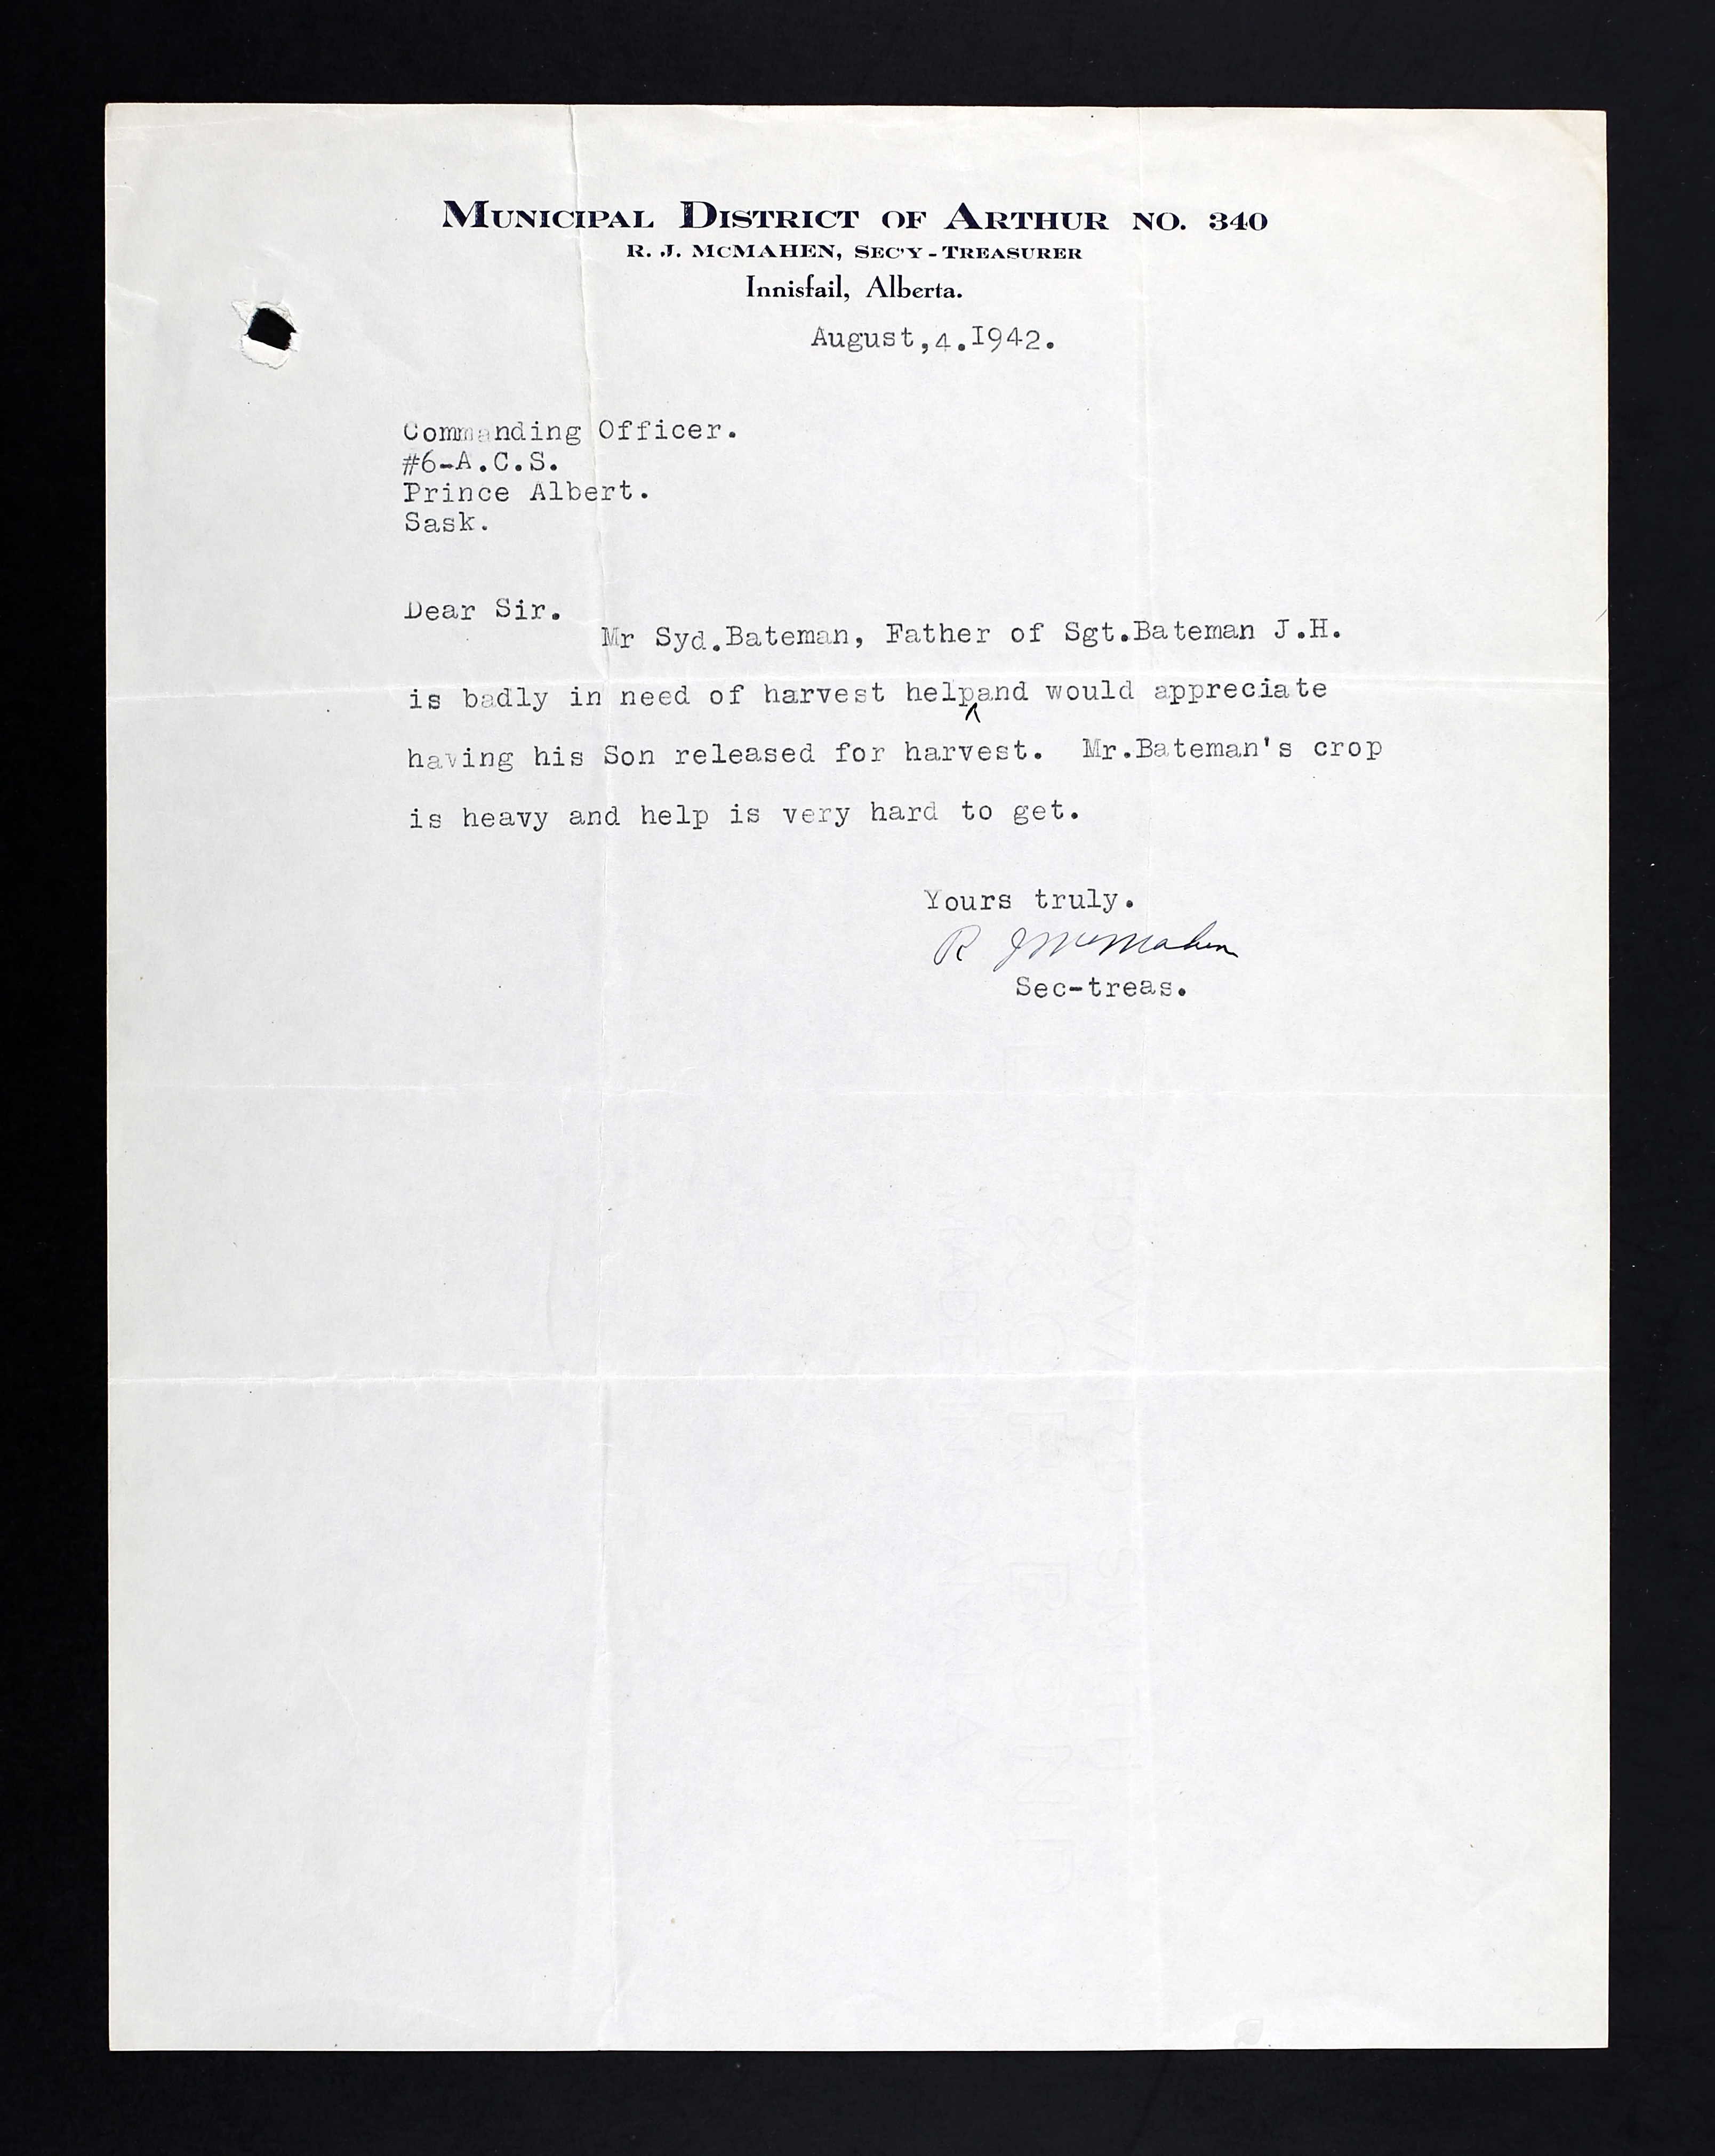 MUNICIPAL DISTRICT OF ARTHUR NO. 340
R. J. MCMAHEN, SEC'Y - TREASURER
Innisfail, Alberta.
August,4.1942.
Commanding Officer.
#6-A.C.S.
Prince Albert.
Sask.
Dear Sir.
Mr Syd.Bateman, Father of Sgt.Bateman J.H.
is badly in need of harvest helpand would appreciate
having his Son released for harvest. Mr.Bateman's crop
is heavy and help is very hard to get.
Yours truly.
R J McMahen
Sec-treas.